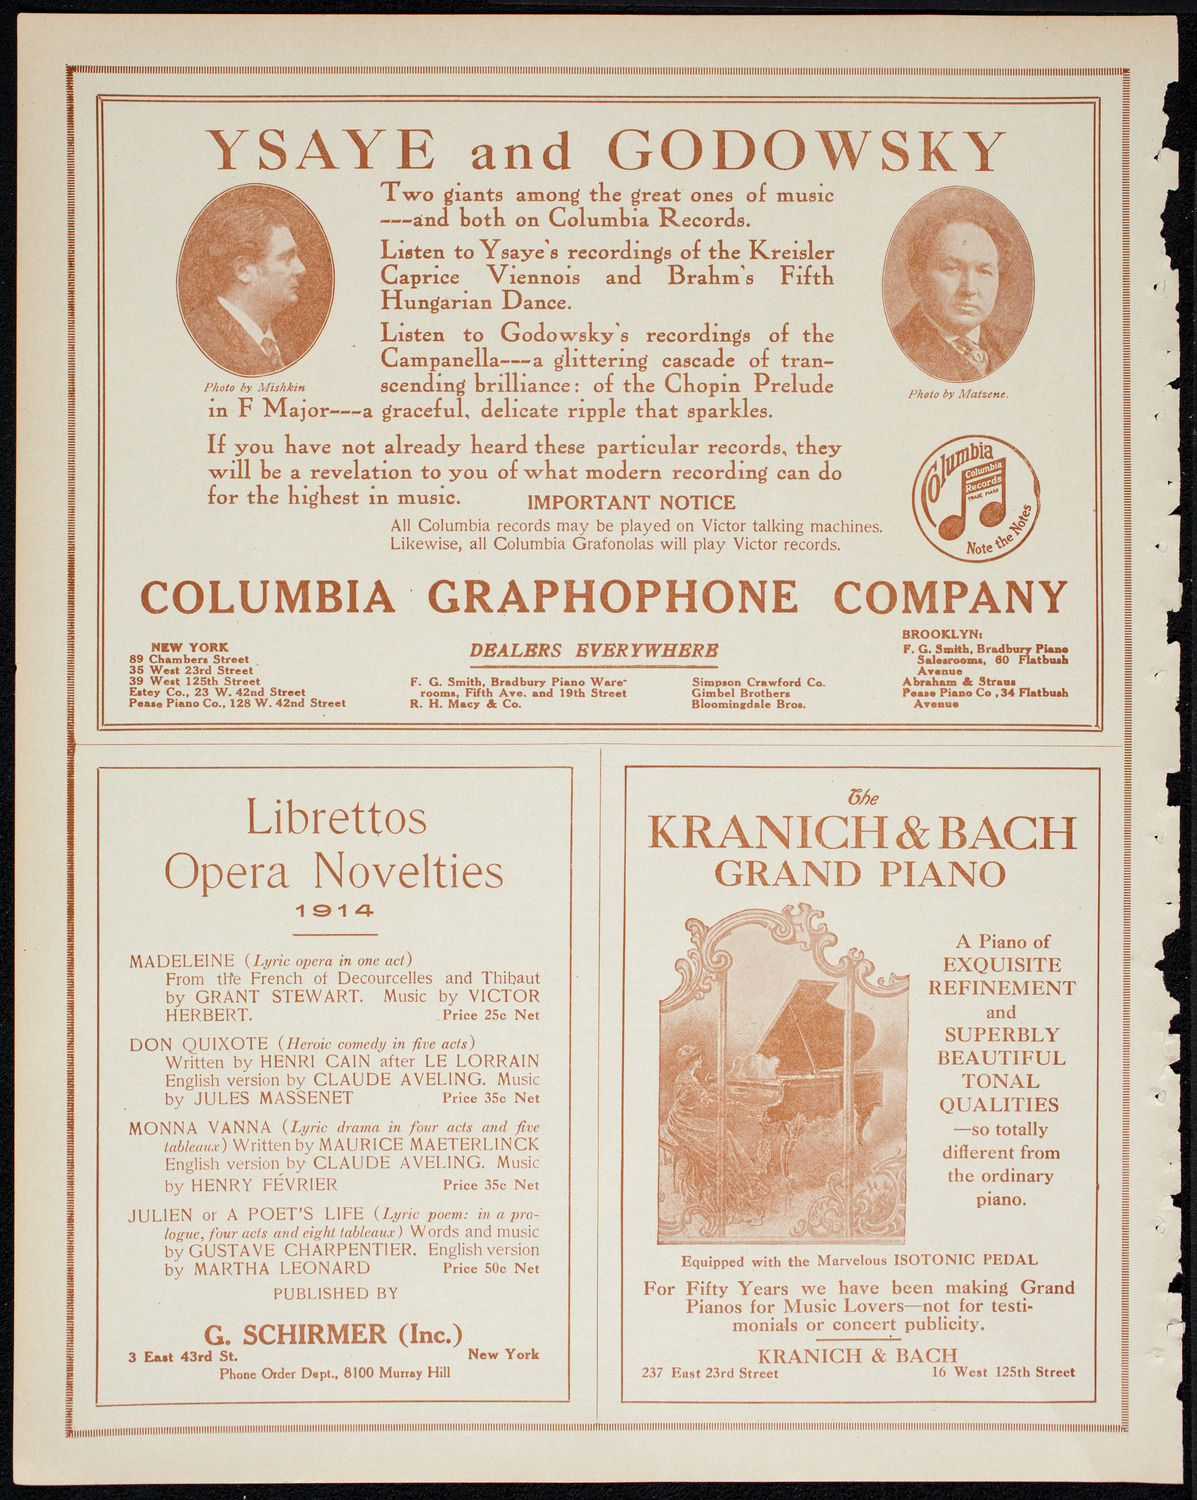 YSAYE and GODOWSKY
Two giants among the great ones of music
---and both on Columbia Records.
Listen to Ysaye's recordings of the Kreisler
Caprice Viennois and Brahm's Fifth
Hungarian Dance.
Listen to Godowsky's recordings of the
Campanella---a glittering cascade of tran-
scending brilliance: of the Chopin Prelude
in F Major---a graceful, delicate ripple that sparkles.
Photo by Mishkin
Photo by Matzene.
If you have not already heard these particular records, they
will be a revelation to you of what modern recording can do
for the highest in music.
IMPORTANT NOTICE
All Columbia records may be played on Victor talking machines.
Likewise, all Columbia Grafonolas will play Victor records.
Columbia
Columbia
Records
TRADE MARK
Note the Notes
COLUMBIA GRAPHOPHONE COMPANY
NEW YORK
89 Chambers Street
35 West 23rd Street
39 West 125th Street
Estey Co., 23 W. 42nd Street
Pease Piano Co., 128 W. 42nd Street
DEALERS EVERYWHERE
F. G. Smith, Bradbury Piano Ware-
rooms, Fifth Ave. and 19th Street
R. H. Macy & Co.
Simpson Crawford Co.
Gimbel Brothers
Bloomingdale Bros.
BROOKLYN:
F. G. Smith, Bradbury Piano
Salesrooms, 60 Flatbush
Avenue
Abraham & Straus
Pease Piano Co., 34 Flatbush
Avenue
Librettos
Opera Novelties
1914
MADELEINE (Lyric opera in one act)
From the French of Decourcelles and Thibaut
by GRANT STEWART. Music by VICTOR
HERBERT. Price 25c Net
DON QUIXOTE (Heroic comedy in five acts)
Written by HENRI CAIN after LE LORRAIN
English version by CLAUDE AVELING. Music
by JULES MASSENET Price 35c Net
MONNA VANNA (Lyric drama in four acts and five
tableaux) Written by MAURICE MAETERLINCK
English version by CLAUDE AVELING. Music
by HENRY FÉVRIER Price 35c Net
JULIEN or A POET'S LIFE (Lyric poem: in a pro-
logue, four acts and eight tableaux) Words and music
by GUSTAVE CHARPENTIER. English version
by MARTHA LEONARD Price 50c Net
PUBLISHED BY
G. SCHIRMER (Inc.)
3 East 43rd St. New York
Phone Order Dept., 8100 Murray Hill
The
KRANICH & BACH
GRAND PIANO
A Piano of
EXQUISITE
REFINEMENT
and
SUPERBLY
BEAUTIFUL
TONAL
QUALITIES
—so totally
different from
the ordinary
piano.
Equipped with the Marvelous ISOTONIC PEDAL
For Fifty Years we have been making Grand
Pianos for Music Lovers—not for testi-
monials or concert publicity.
KRANICH & BACH
237 East 23rd Street 16 West 125th Street